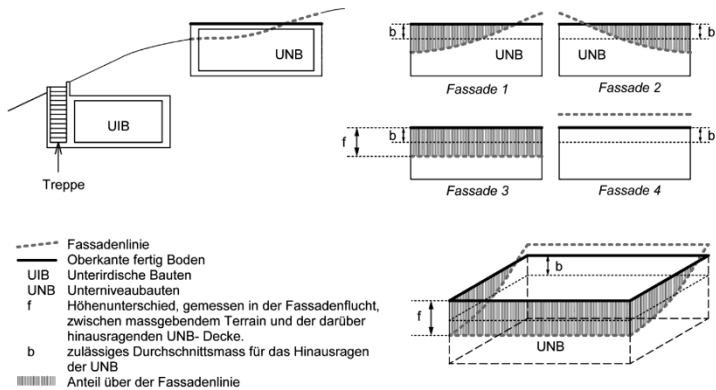 UNB
UIB
Treppe
b
UNB
Fassade 1
UNB
b
Fassade 2
f
b
Fassade 3
b
Fassade 4
Fassadenlinie
Oberkante fertig Boden
UIB Unterirdische Bauten
UNB Unterniveaubauten
f Höhenunterschied, gemessen in der Fassadenflucht,
zwischen massgebendem Terrain und der darüber
hinausragenden UNB- Decke.
b zulässiges Durchschnittsmass für das Hinausragen
der UNB
Anteil über der Fassadenlinie
b
f
UNB